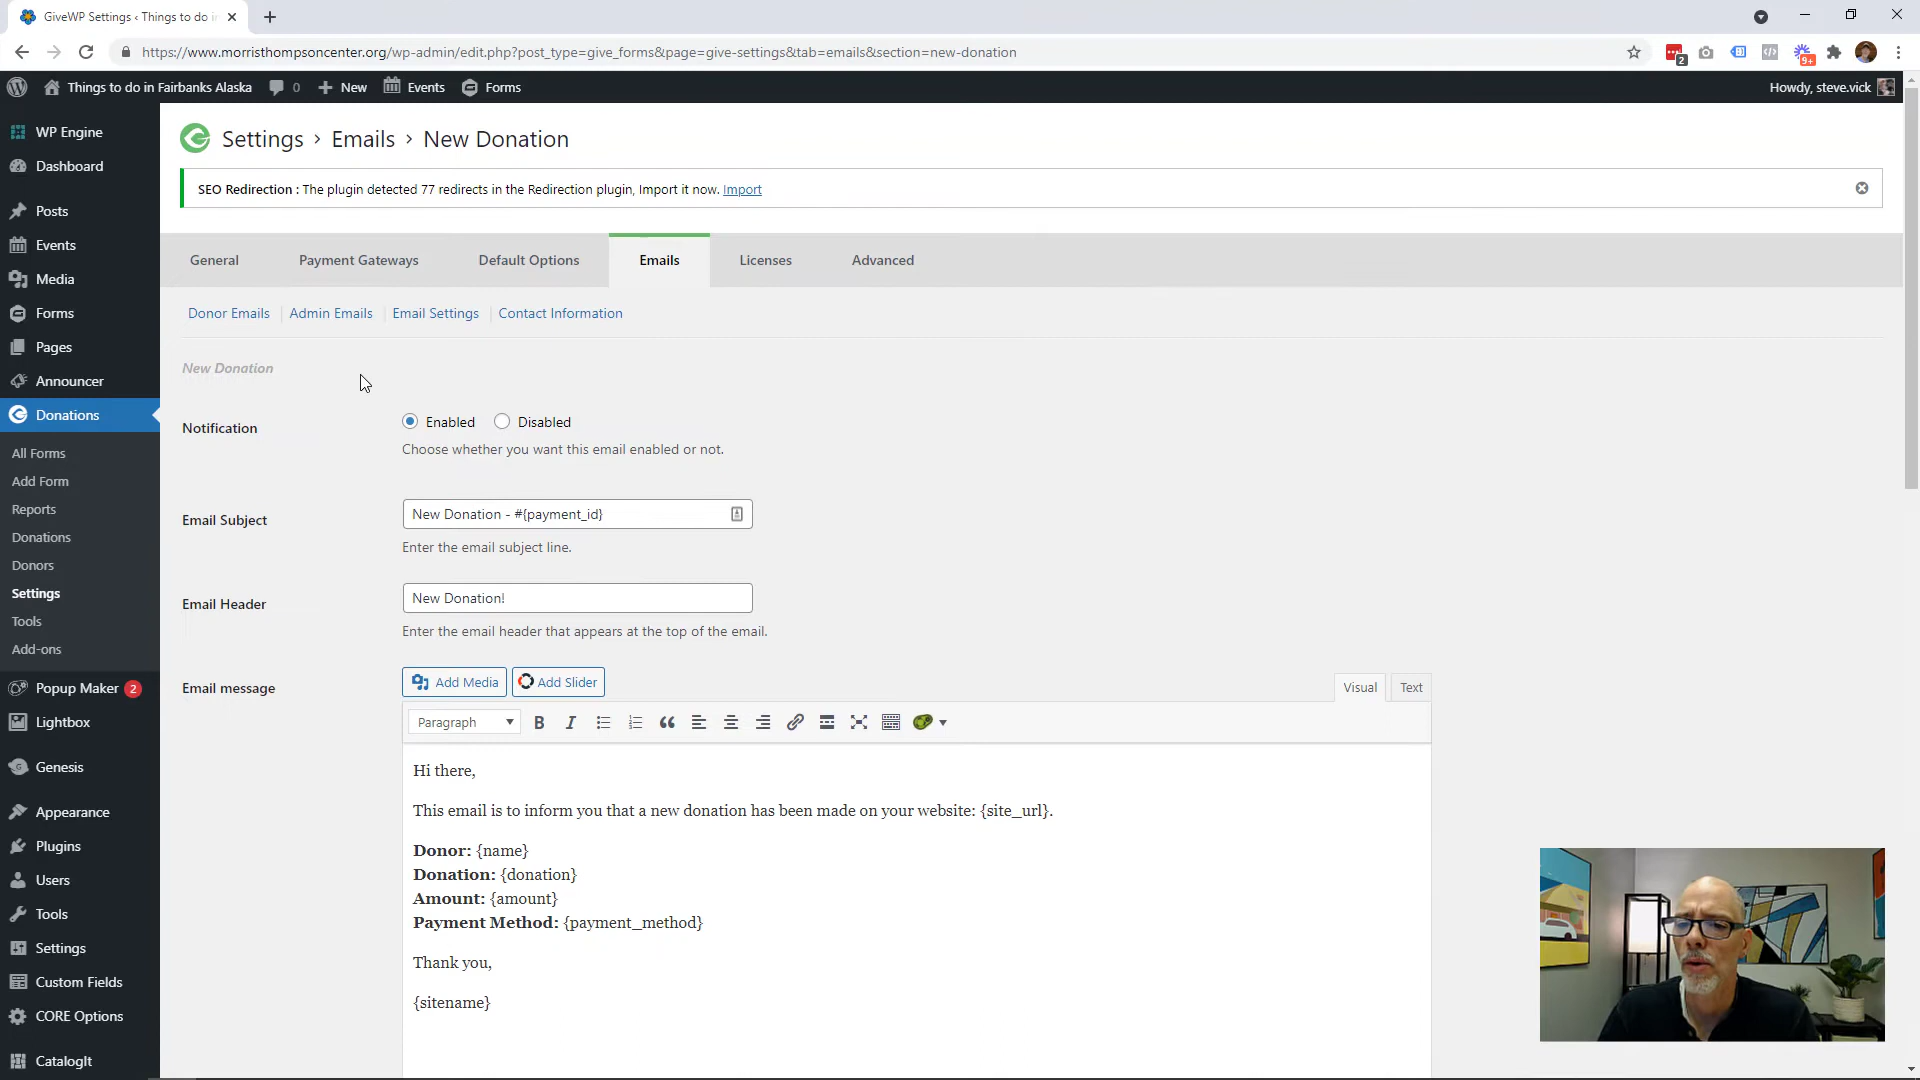 GiveWP Settings ‹ Things to do in
https://www.morristhompsoncenter.org/wp-admin/edit.php?post_type=give_forms&page=give-settings&tab=emails&section=new-donation
2
9+
Things to do in Fairbanks Alaska
0
New
Events
Forms
Howdy, steve.vick
WP Engine
Dashboard
Posts
Events
Media
Forms
Pages
Announcer
Donations
All Forms
Add Form
Reports
Donations
Donors
Settings
Tools
Add-ons
Popup Maker 2
Lightbox
Genesis
Appearance
Plugins
Users
Tools
Settings
Custom Fields
CORE Options
CatalogIt
Settings › Emails › New Donation
SEO Redirection : The plugin detected 77 redirects in the Redirection plugin, Import it now. Import
General
Payment Gateways
Default Options
Emails
Licenses
Advanced
Donor Emails | Admin Emails | Email Settings | Contact Information
New Donation
Notification
Enabled
Disabled
Choose whether you want this email enabled or not.
Email Subject
New Donation - #{payment_id}
Enter the email subject line.
Email Header
New Donation!
Enter the email header that appears at the top of the email.
Email message
Add Media
Add Slider
Visual
Text
Paragraph
B
I
Hi there,
This email is to inform you that a new donation has been made on your website: {site_url}.
Donor: {name}
Donation: {donation}
Amount: {amount}
Payment Method: {payment_method}
Thank you,
{sitename}